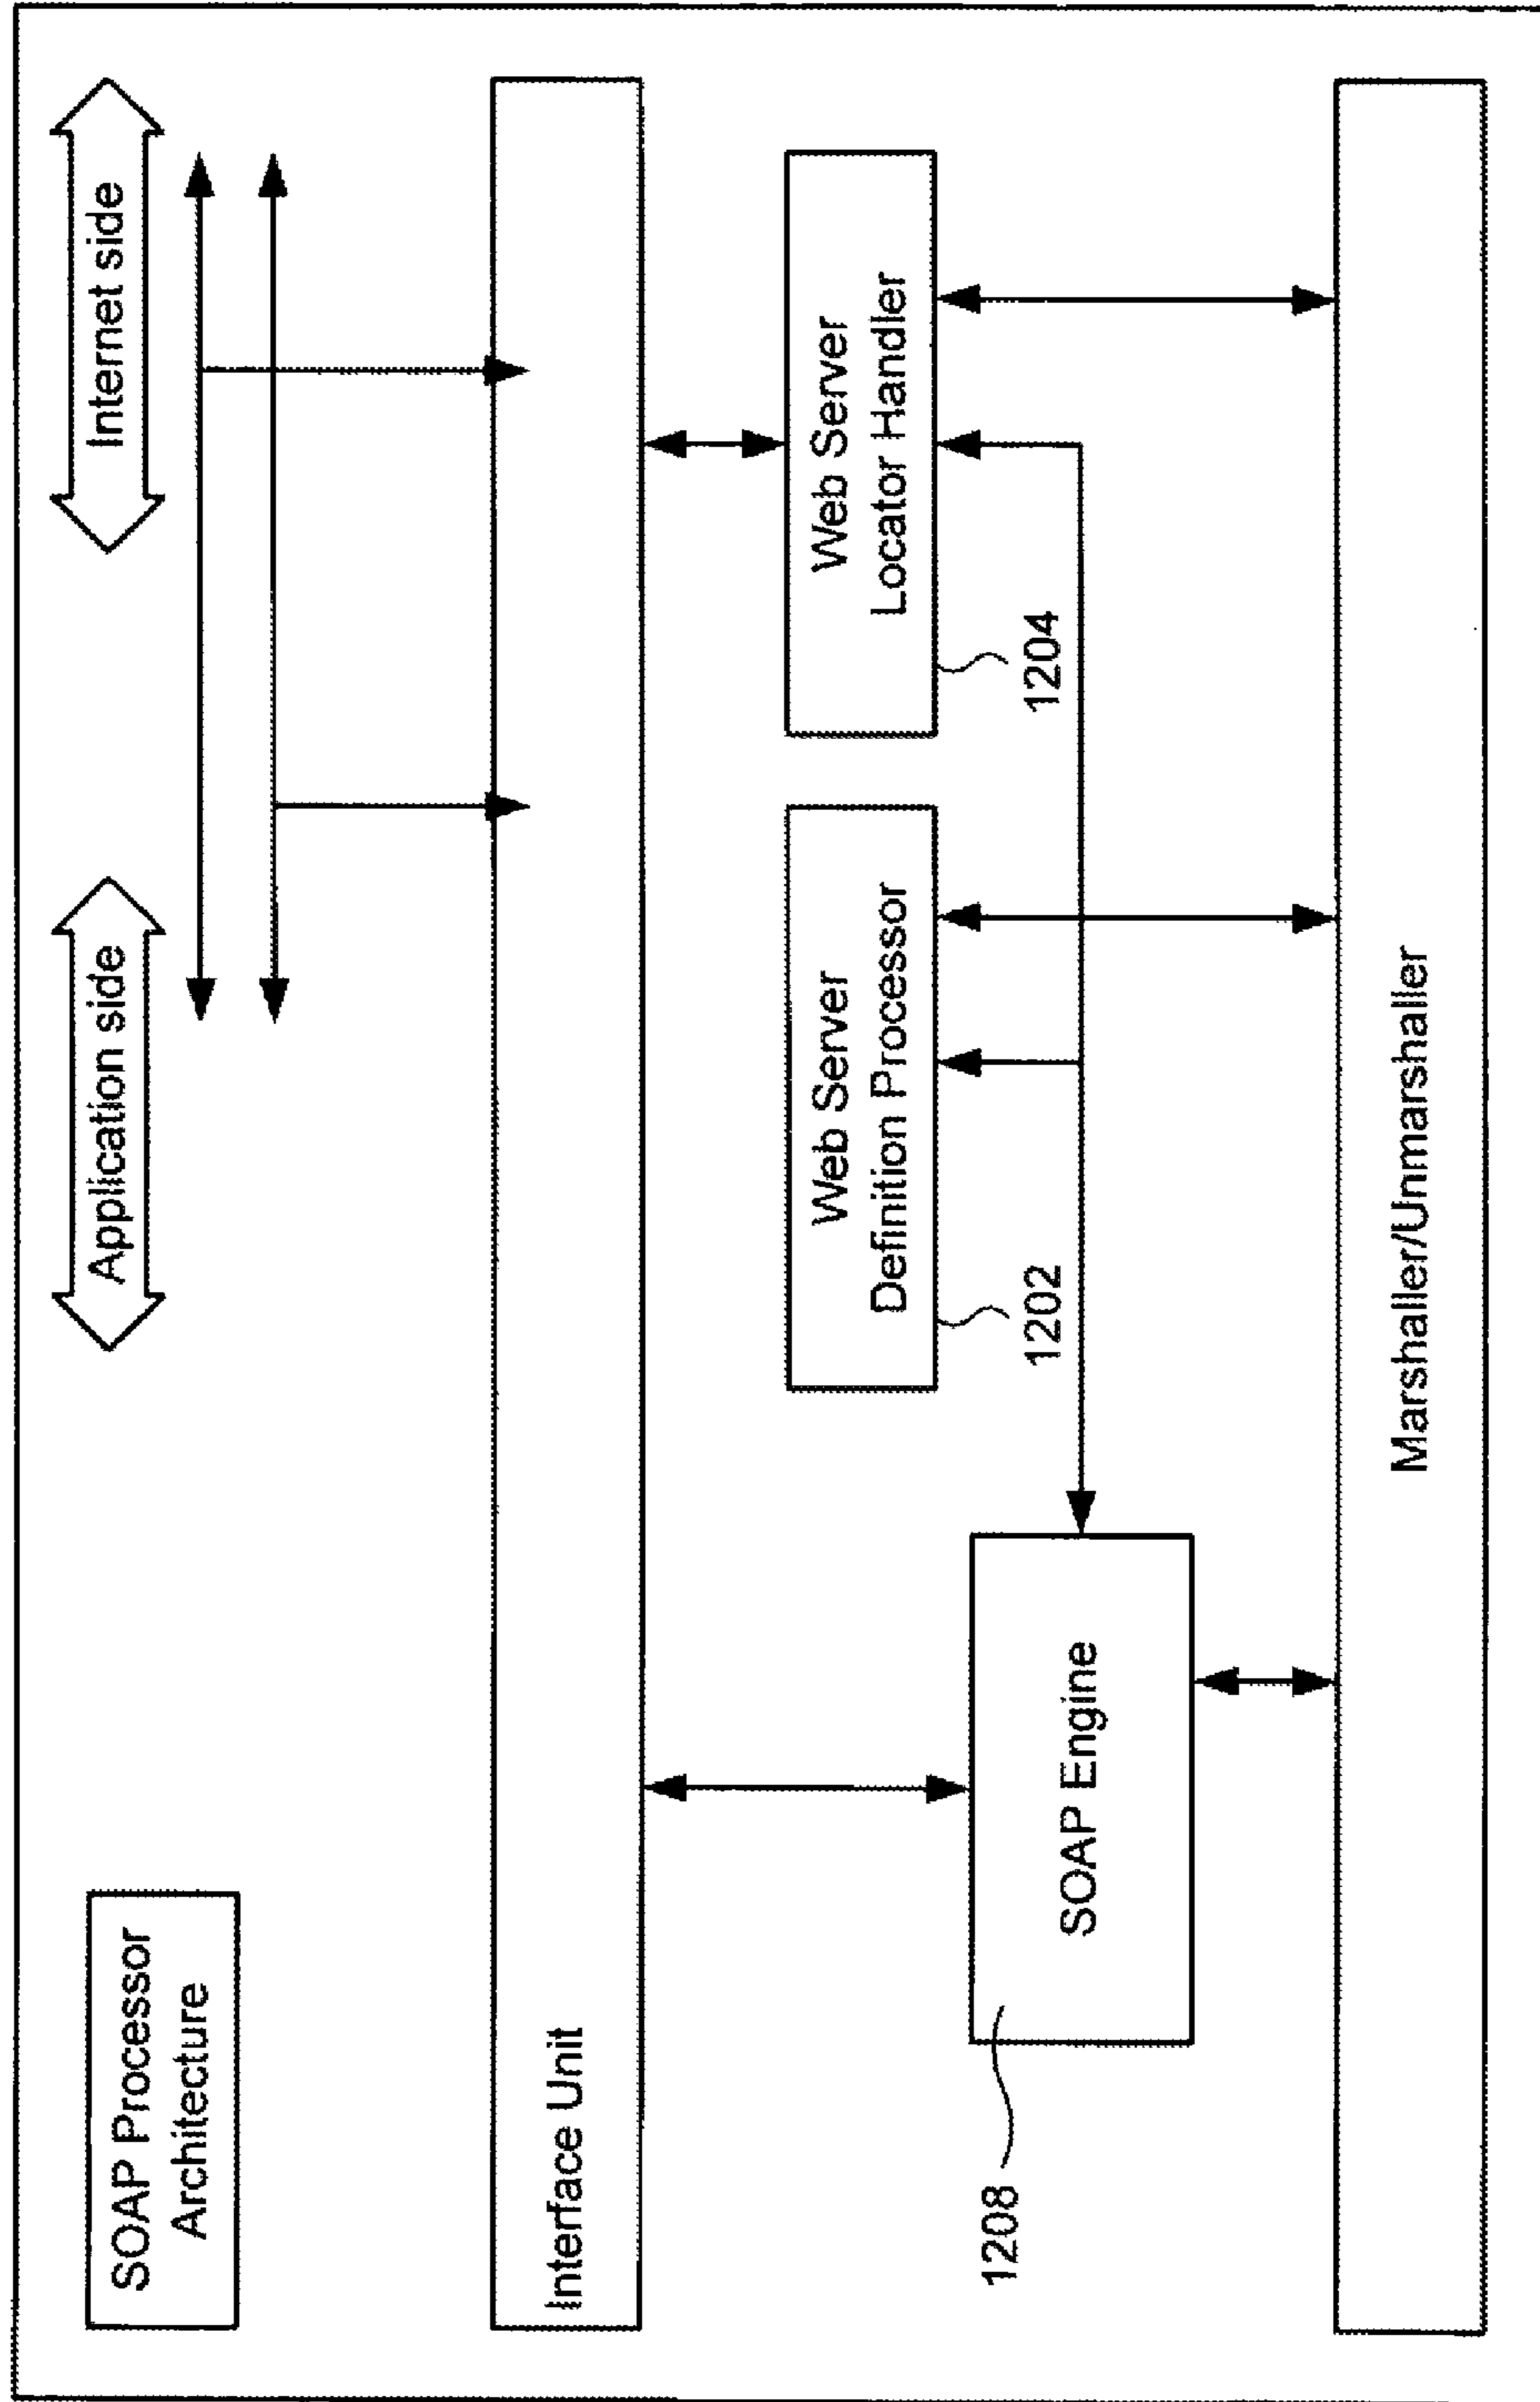 SOAP Processor
Architecture
Application side
Internet side
Interface Unit
Web Server
Definition Processor
1202
Web Server
Locator Handler
1204
SOAP Engine
1208
Marshaller/Unmarshaller